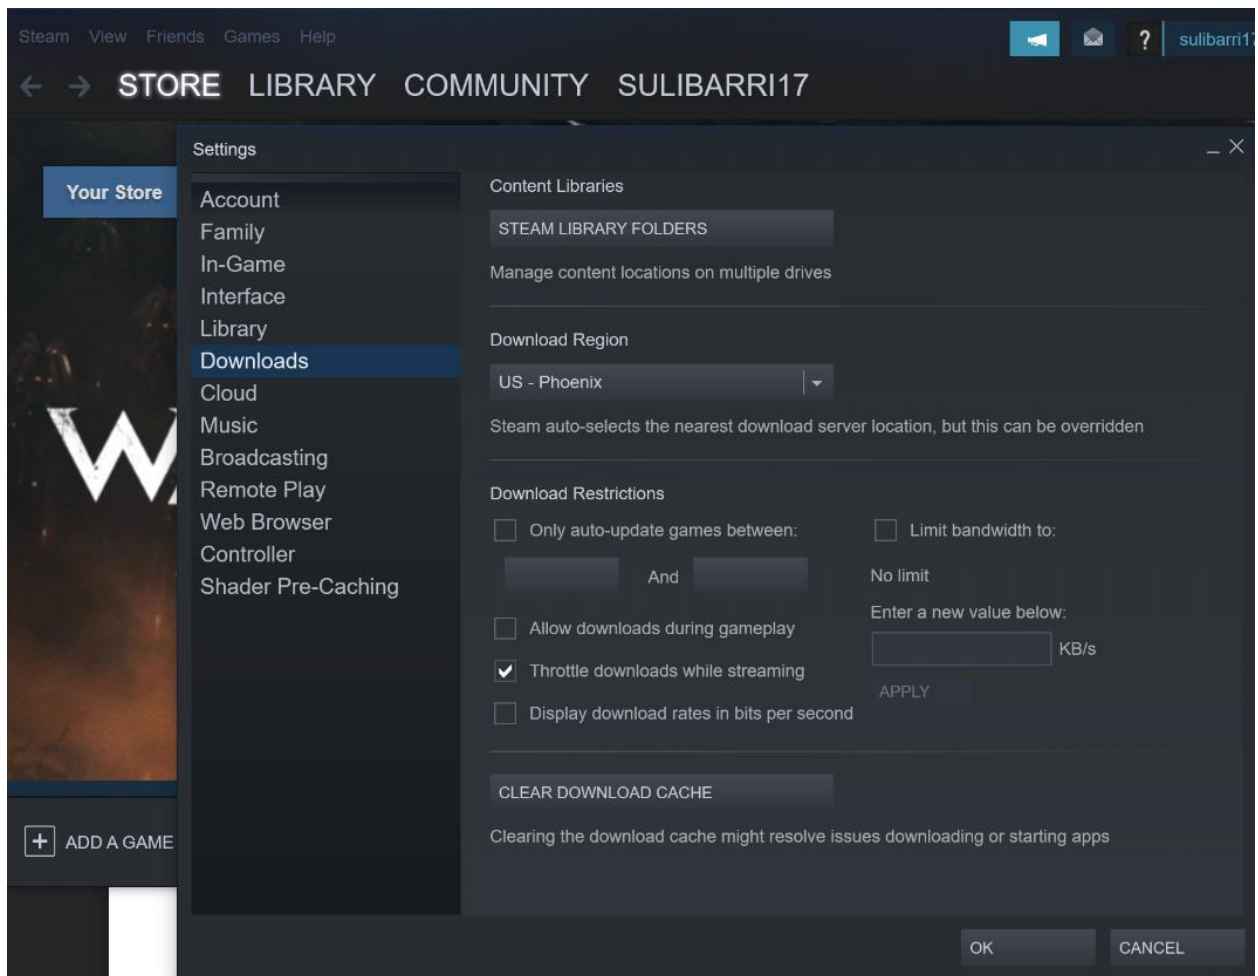 Steam View Friends Games Help
? sulibarri17
STORE LIBRARY COMMUNITY SULIBARRI17
Settings
Your Store
Account
Family
In-Game
Interface
Library
Downloads
Cloud
Music
Broadcasting
Remote Play
Web Browser
Controller
Shader Pre-Caching
Content Libraries
STEAM LIBRARY FOLDERS
Manage content locations on multiple drives
Download Region
US - Phoenix
Steam auto-selects the nearest download server location, but this can be overridden
Download Restrictions
Only auto-update games between:
And
Allow downloads during gameplay
Throttle downloads while streaming
Display download rates in bits per second
Limit bandwidth to:
No limit
Enter a new value below:
KB/s
APPLY
CLEAR DOWNLOAD CACHE
Clearing the download cache might resolve issues downloading or starting apps
ADD A GAME
OK CANCEL